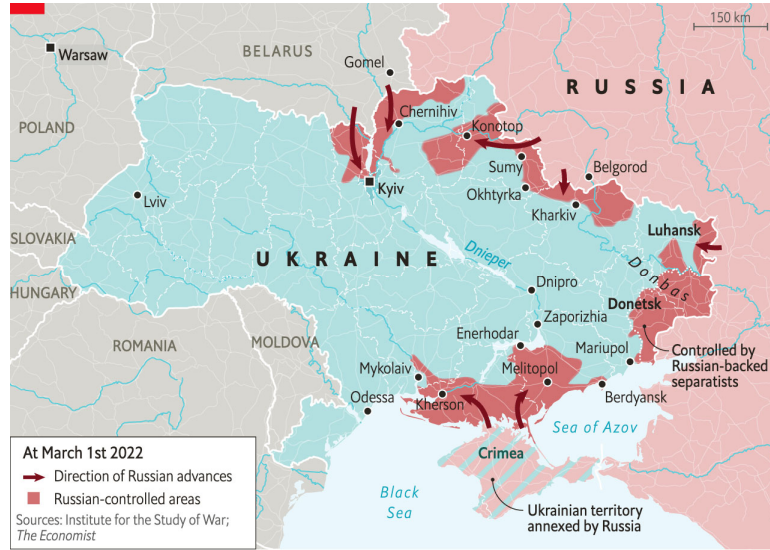 150 km
Warsaw
BELARUS
Gomel
RUSSIA
Chernihiv
POLAND
Konotop
Sumy
Belgorod
Kyiv
Okhtyrka
Lviv
Kharkiv
Luhansk
SLOVAKIA
UKRAINE
Dnieper
Donbas
HUNGARY
Dnipro
Donetsk
Zaporizhia
MOLDOVA
Enerhodar
ROMANIA
Mariupol
Controlled by
Russian-backed
separatists
Mykolaiv
Melitopol
Odessa
Kherson
Berdyansk
Sea of Azov
Crimea
Black
Sea
Ukrainian territory
annexed by Russia
At March 1st 2022
Direction of Russian advances
Russian-controlled areas
Sources: Institute for the Study of War;
The Economist